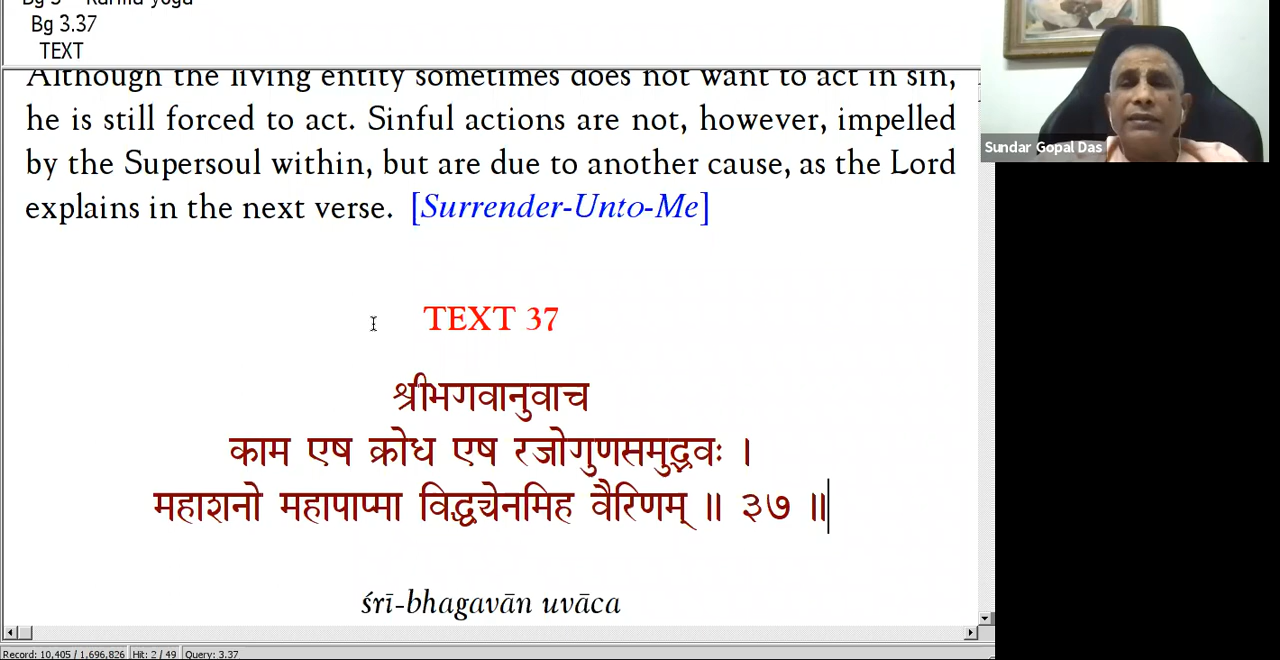 Bg 3 Karma yoga
Bg 3.37
TEXT
Although the living entity sometimes does not want to act in sin,
he is still forced to act. Sinful actions are not, however, impelled
by the Supersoul within, but are due to another cause, as the Lord
explains in the next verse. [Surrender-Unto-Me]
TEXT 37
श्रीभगवानुवाच
काम एष क्रोध एष रजोगुणसमुद्भवः ।
महाशनो महापाप्मा विद्ध्येनमिह वैरिणम् ॥ ३७ ॥
śrī-bhagavān uvāca
Record: 10,405 / 1,696,826 Hit: 2 / 49 Query: 3.37
Sundar Gopal Das